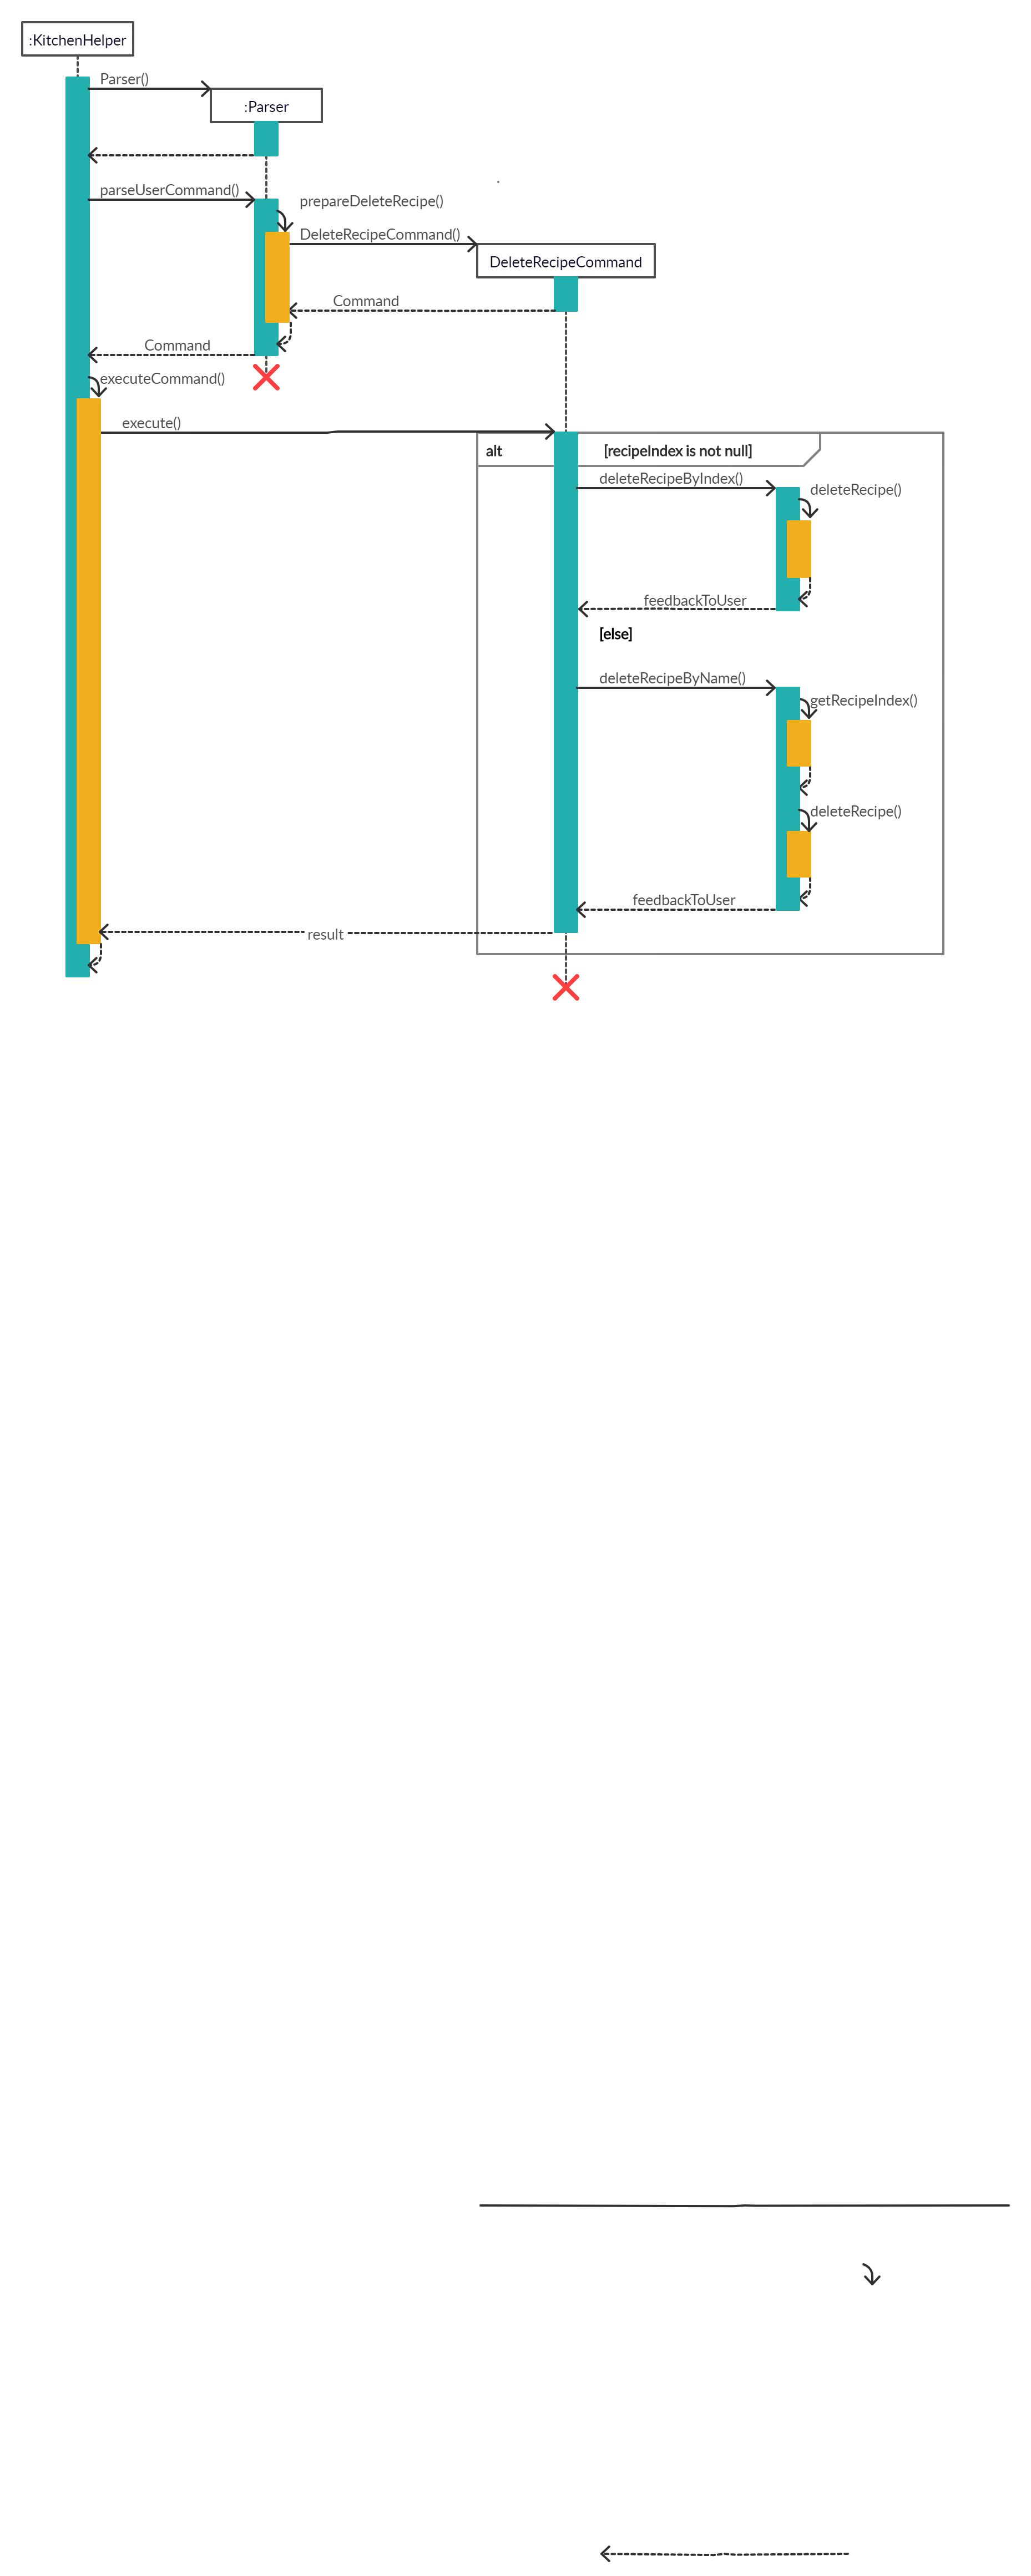 :KitchenHelper
Parser()
:Parser
parseUserCommand()
prepareDeleteRecipe()
DeleteRecipeCommand()
DeleteRecipeCommand
Command
Command
executeCommand()
execute()
alt [recipeIndex is not null]
deleteRecipeByIndex()
deleteRecipe()
feedbackToUser
[else]
deleteRecipeByName()
getRecipeIndex()
deleteRecipe()
feedbackToUser
result